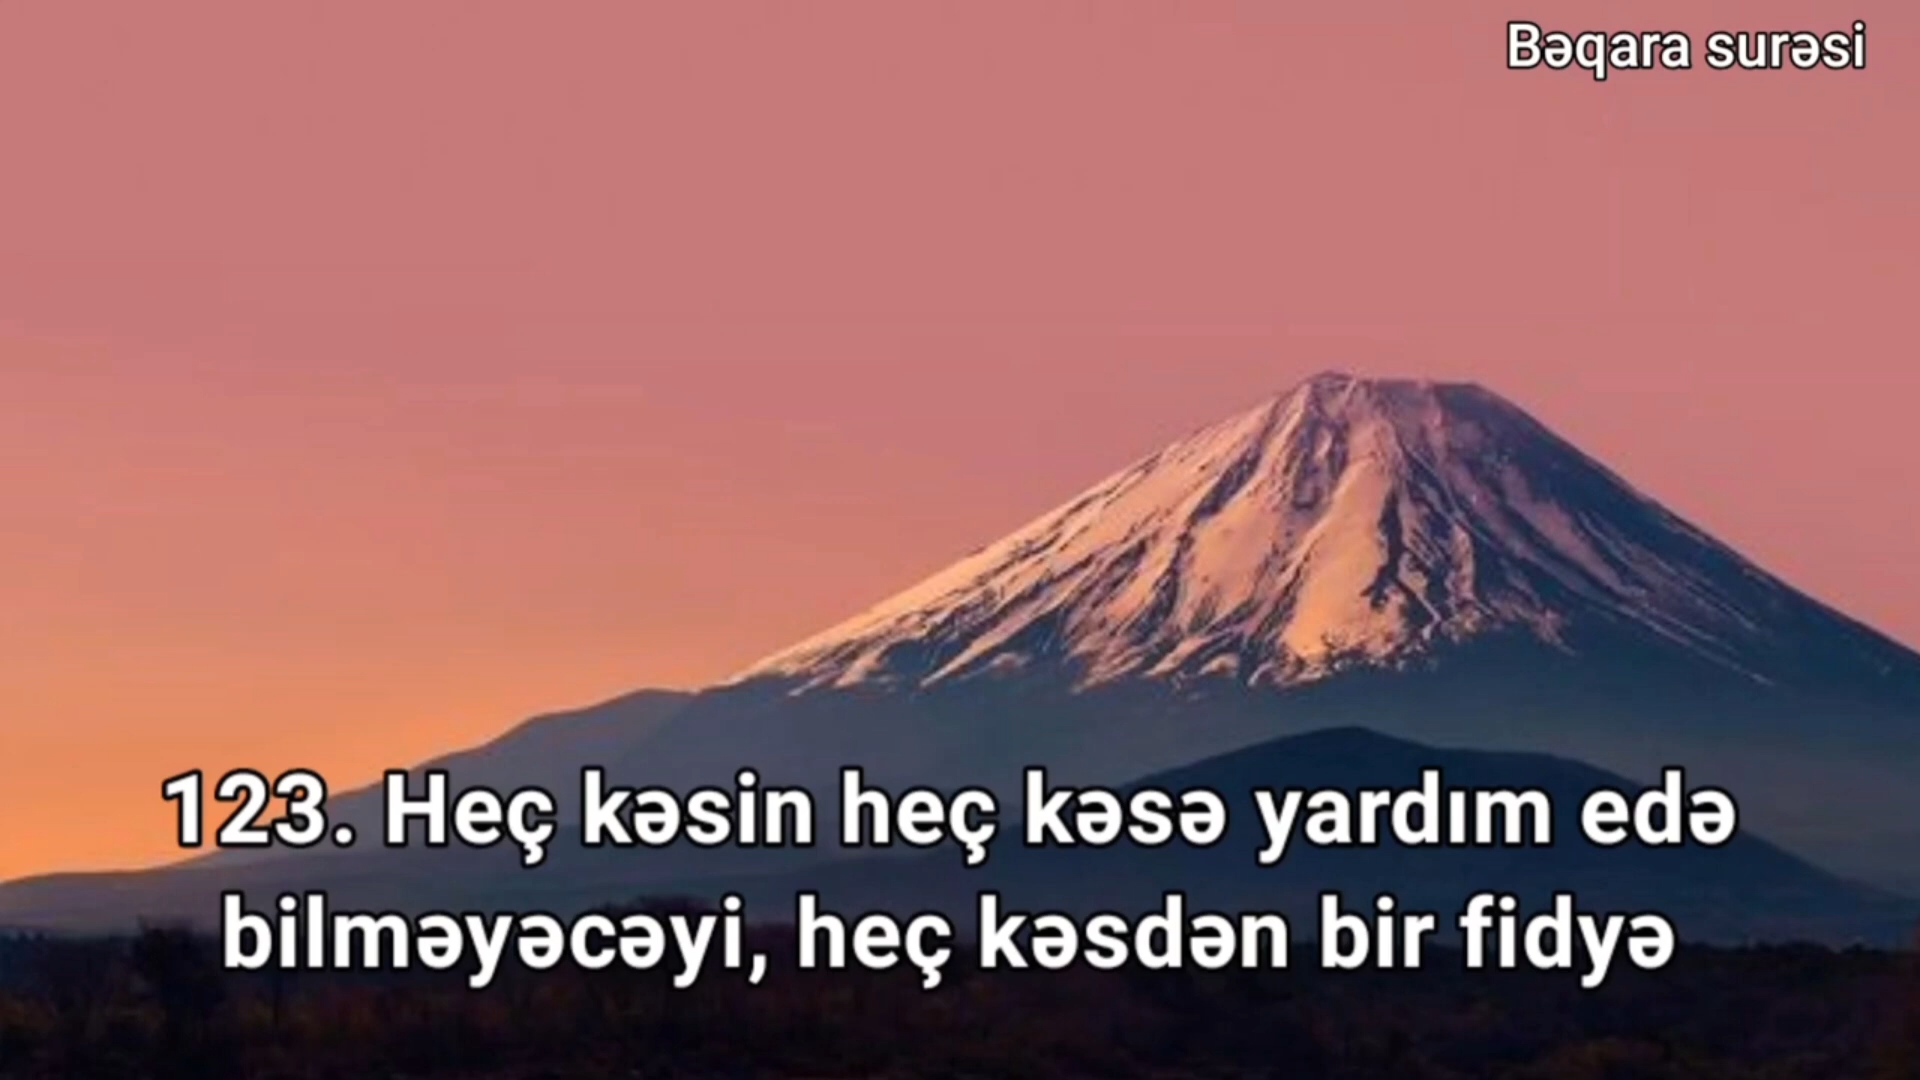 Bəqara surəsi
123. Heç kəsin heç kəsə yardım edə
bilməyəcəyi, heç kəsdən bir fidyə